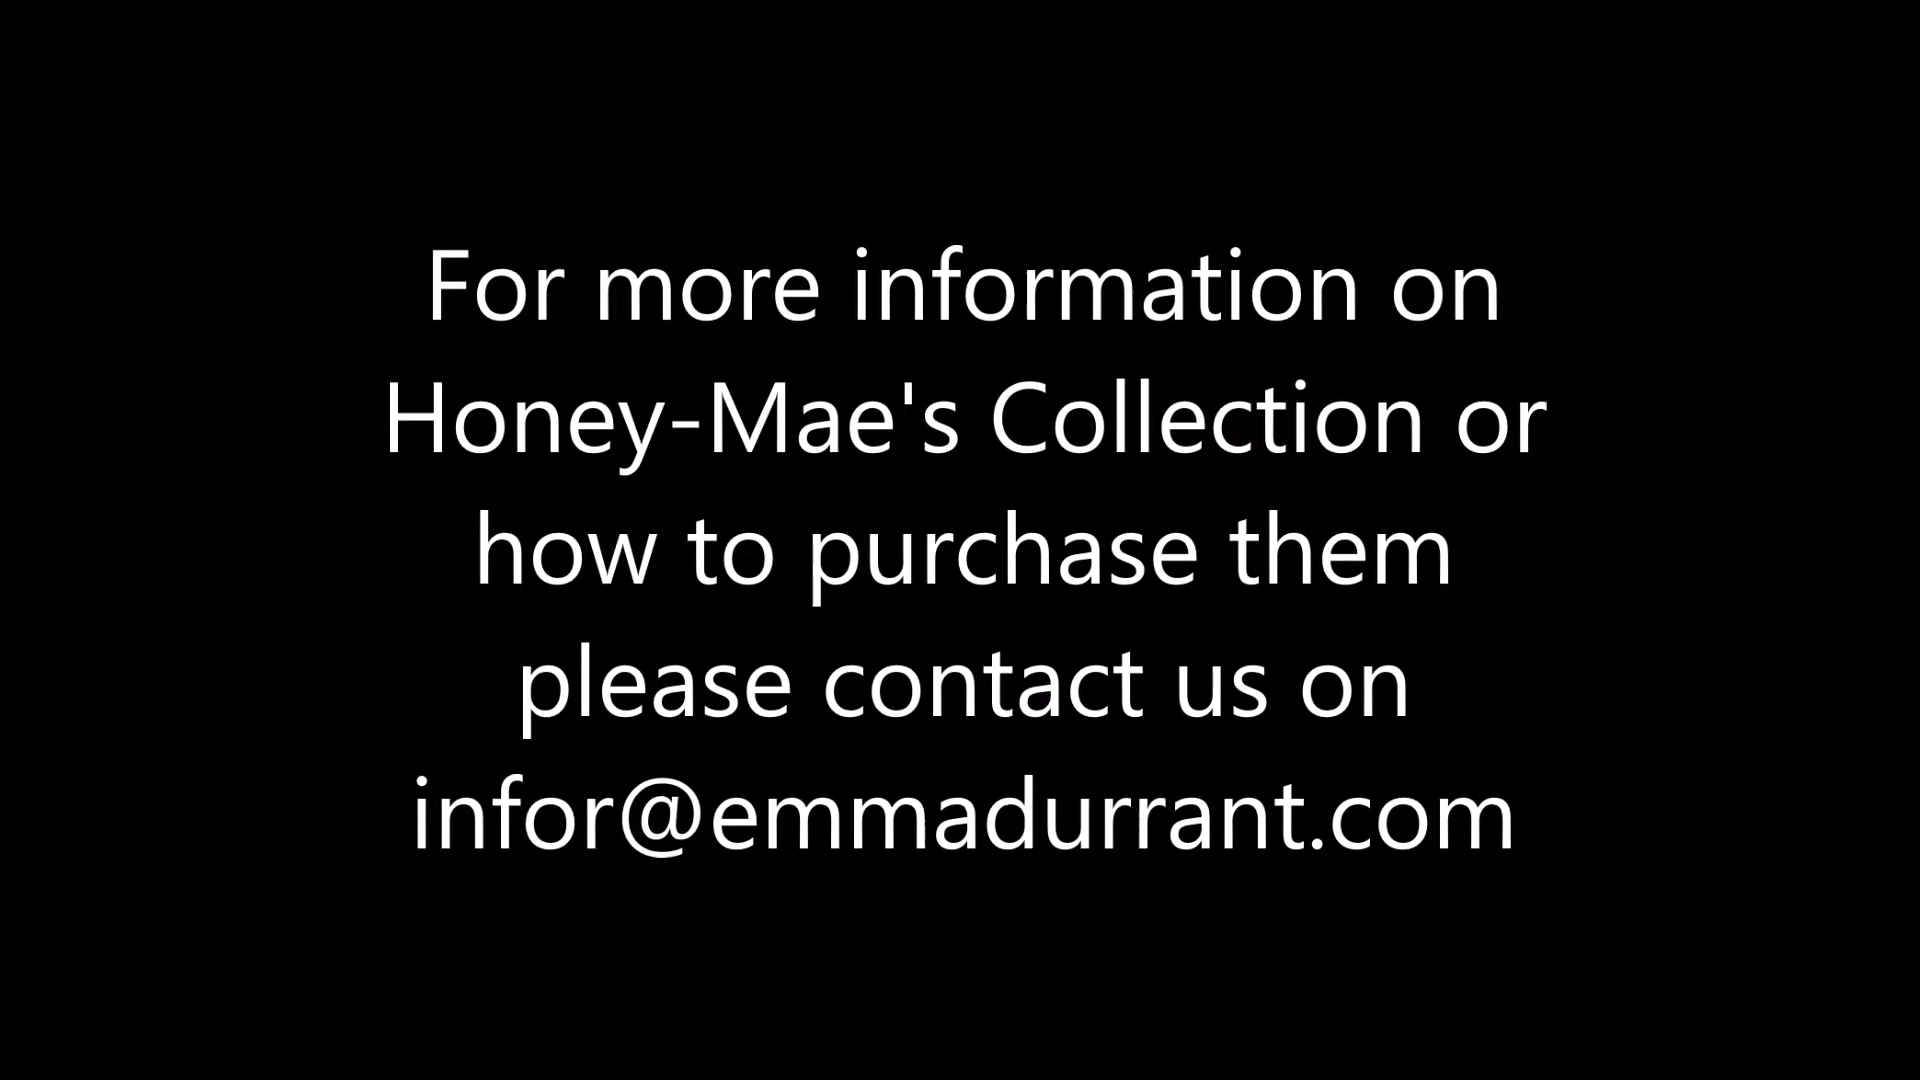 For more information on
Honey-Mae's Collection or
how to purchase them
please contact us on
infor@emmadurrant.com